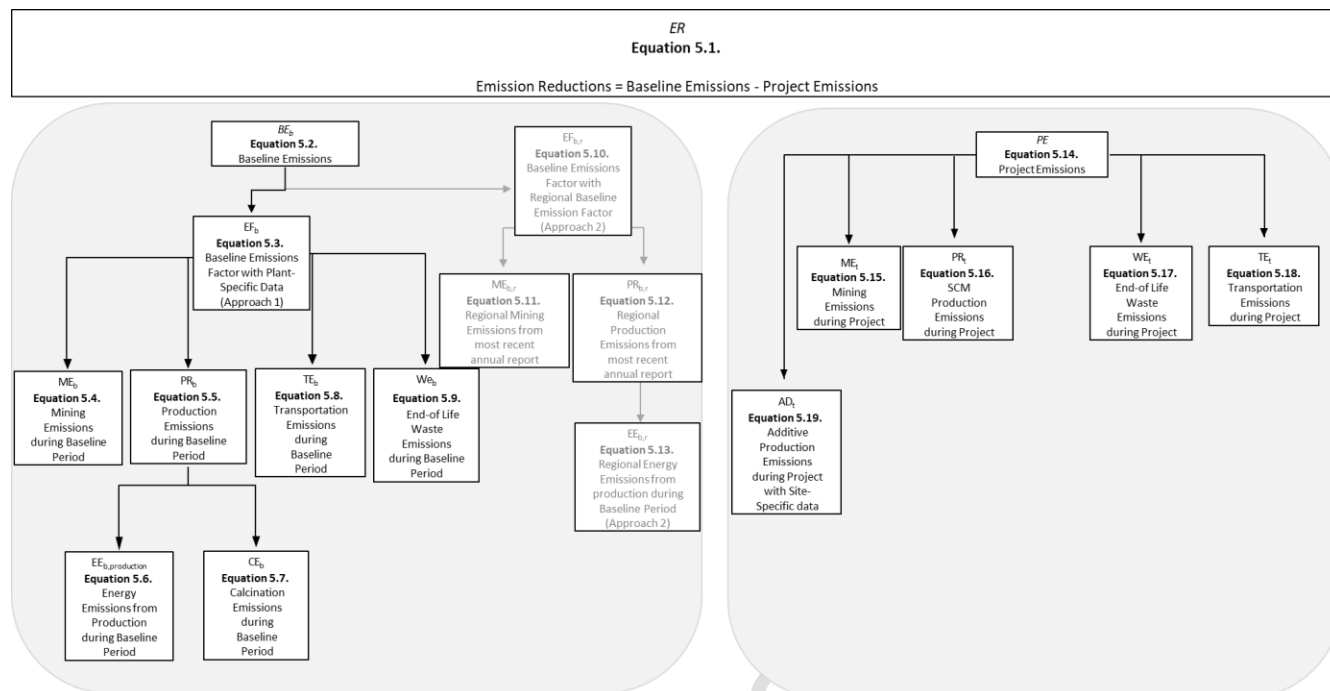 ER
Equation 5.1.
Emission Reductions = Baseline Emissions - Project Emissions
BEb
Equation 5.2.
Baseline Emissions
EFb,r
Equation 5.10.
Baseline Emissions
Factor with
Regional Baseline
Emission Factor
(Approach 2)
EFb
Equation 5.3.
Baseline Emissions
Factor with Plant-
Specific Data
(Approach 1)
MEb,r
Equation 5.11.
Regional Mining
Emissions from
most recent
annual report
PRb,r
Equation 5.12.
Regional
Production
Emissions from
most recent
annual report
MEb
Equation 5.4.
Mining
Emissions
during Baseline
Period
PRb
Equation 5.5.
Production
Emissions
during Baseline
Period
TEb
Equation 5.8.
Transportation
Emissions
during
Baseline
Period
Web
Equation 5.9.
End-of Life
Waste
Emissions
during Baseline
Period
EEb,r
Equation 5.13.
Regional Energy
Emissions from
production during
Baseline Period
(Approach 2)
EEb,production
Equation 5.6.
Energy
Emissions from
Production
during Baseline
Period
CEb
Equation 5.7.
Calcination
Emissions
during
Baseline
Period
PE
Equation 5.14.
Project Emissions
MEt
Equation 5.15.
Mining
Emissions
during Project
PRt
Equation 5.16.
SCM
Production
Emissions
during Project
WEt
Equation 5.17.
End-of Life
Waste
Emissions
during Project
TEt
Equation 5.18.
Transportation
Emissions
during Project
ADt
Equation 5.19.
Additive
Production
Emissions
during Project
with Site-
Specific data